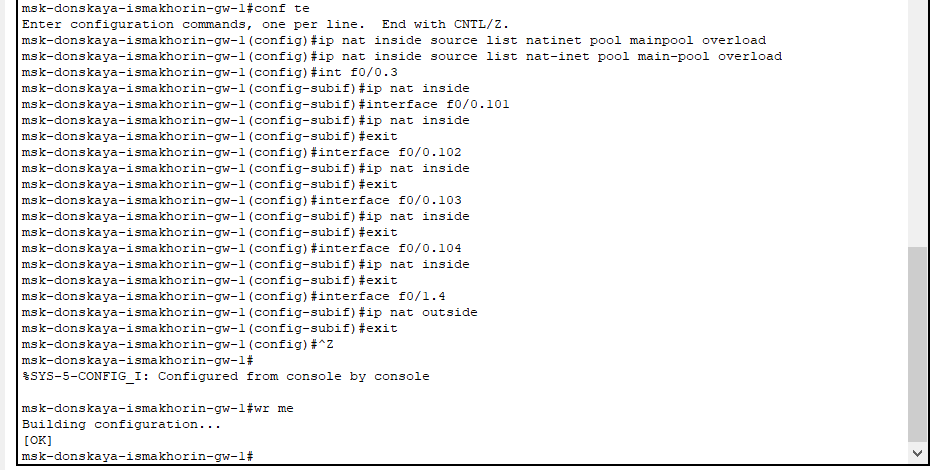 msk-donskaya-ismakhorin-gw-1#conf te
Enter configuration commands, one per line.  End with CNTL/Z.
msk-donskaya-ismakhorin-gw-1(config)#ip nat inside source list natinet pool mainpool overload
msk-donskaya-ismakhorin-gw-1(config)#ip nat inside source list nat-inet pool main-pool overload
msk-donskaya-ismakhorin-gw-1(config)#int f0/0.3
msk-donskaya-ismakhorin-gw-1(config-subif)#ip nat inside
msk-donskaya-ismakhorin-gw-1(config-subif)#interface f0/0.101
msk-donskaya-ismakhorin-gw-1(config-subif)#ip nat inside
msk-donskaya-ismakhorin-gw-1(config-subif)#exit
msk-donskaya-ismakhorin-gw-1(config)#interface f0/0.102
msk-donskaya-ismakhorin-gw-1(config-subif)#ip nat inside
msk-donskaya-ismakhorin-gw-1(config-subif)#exit
msk-donskaya-ismakhorin-gw-1(config)#interface f0/0.103
msk-donskaya-ismakhorin-gw-1(config-subif)#ip nat inside
msk-donskaya-ismakhorin-gw-1(config-subif)#exit
msk-donskaya-ismakhorin-gw-1(config)#interface f0/0.104
msk-donskaya-ismakhorin-gw-1(config-subif)#ip nat inside
msk-donskaya-ismakhorin-gw-1(config-subif)#exit
msk-donskaya-ismakhorin-gw-1(config)#interface f0/1.4
msk-donskaya-ismakhorin-gw-1(config-subif)#ip nat outside
msk-donskaya-ismakhorin-gw-1(config-subif)#exit
msk-donskaya-ismakhorin-gw-1(config)#^Z
msk-donskaya-ismakhorin-gw-1#
%SYS-5-CONFIG_I: Configured from console by console

msk-donskaya-ismakhorin-gw-1#wr me
Building configuration...
[OK]
msk-donskaya-ismakhorin-gw-1#